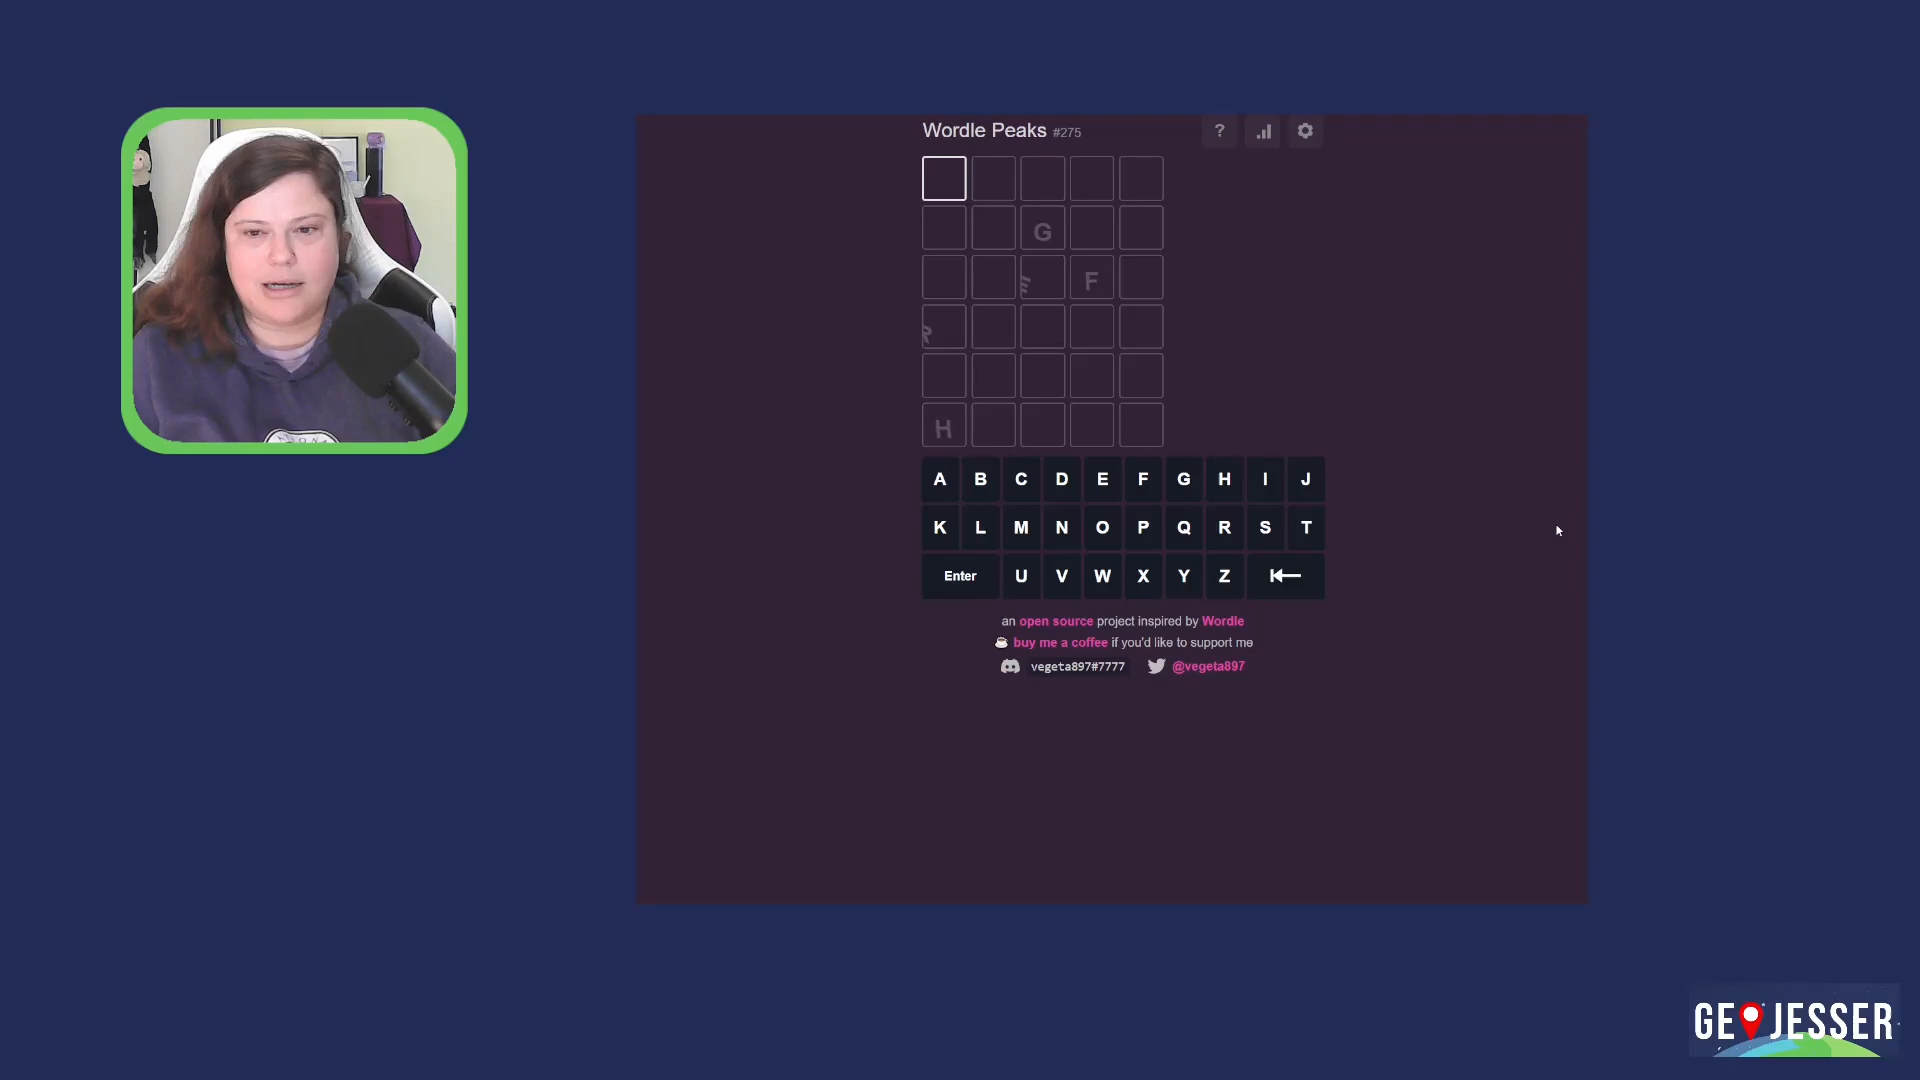 Wordle Peaks #275
?
G
F
R
H
A B C D E F G H I J
K L M N O P Q R S T
Enter U V W X Y Z
an open source project inspired by Wordle
buy me a coffee if you'd like to support me
vegeta897#7777 @vegeta897
GEOJESSER